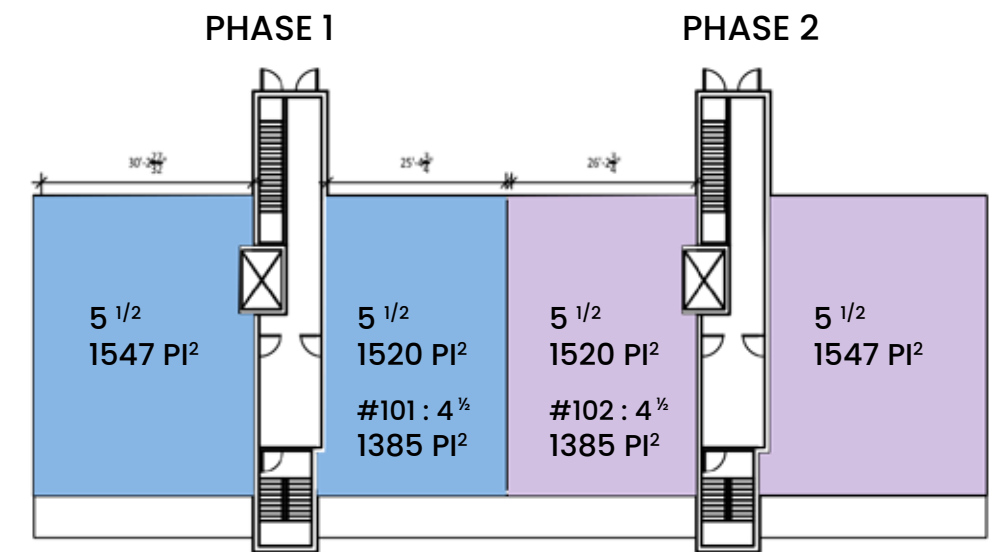 PHASE 1
PHASE 2
5 1/2
1547 PI²
5 1/2
1520 PI²
#101 : 4 ½
1385 PI²
5 1/2
1520 PI²
#102 : 4 ½
1385 PI²
5 1/2
1547 PI²